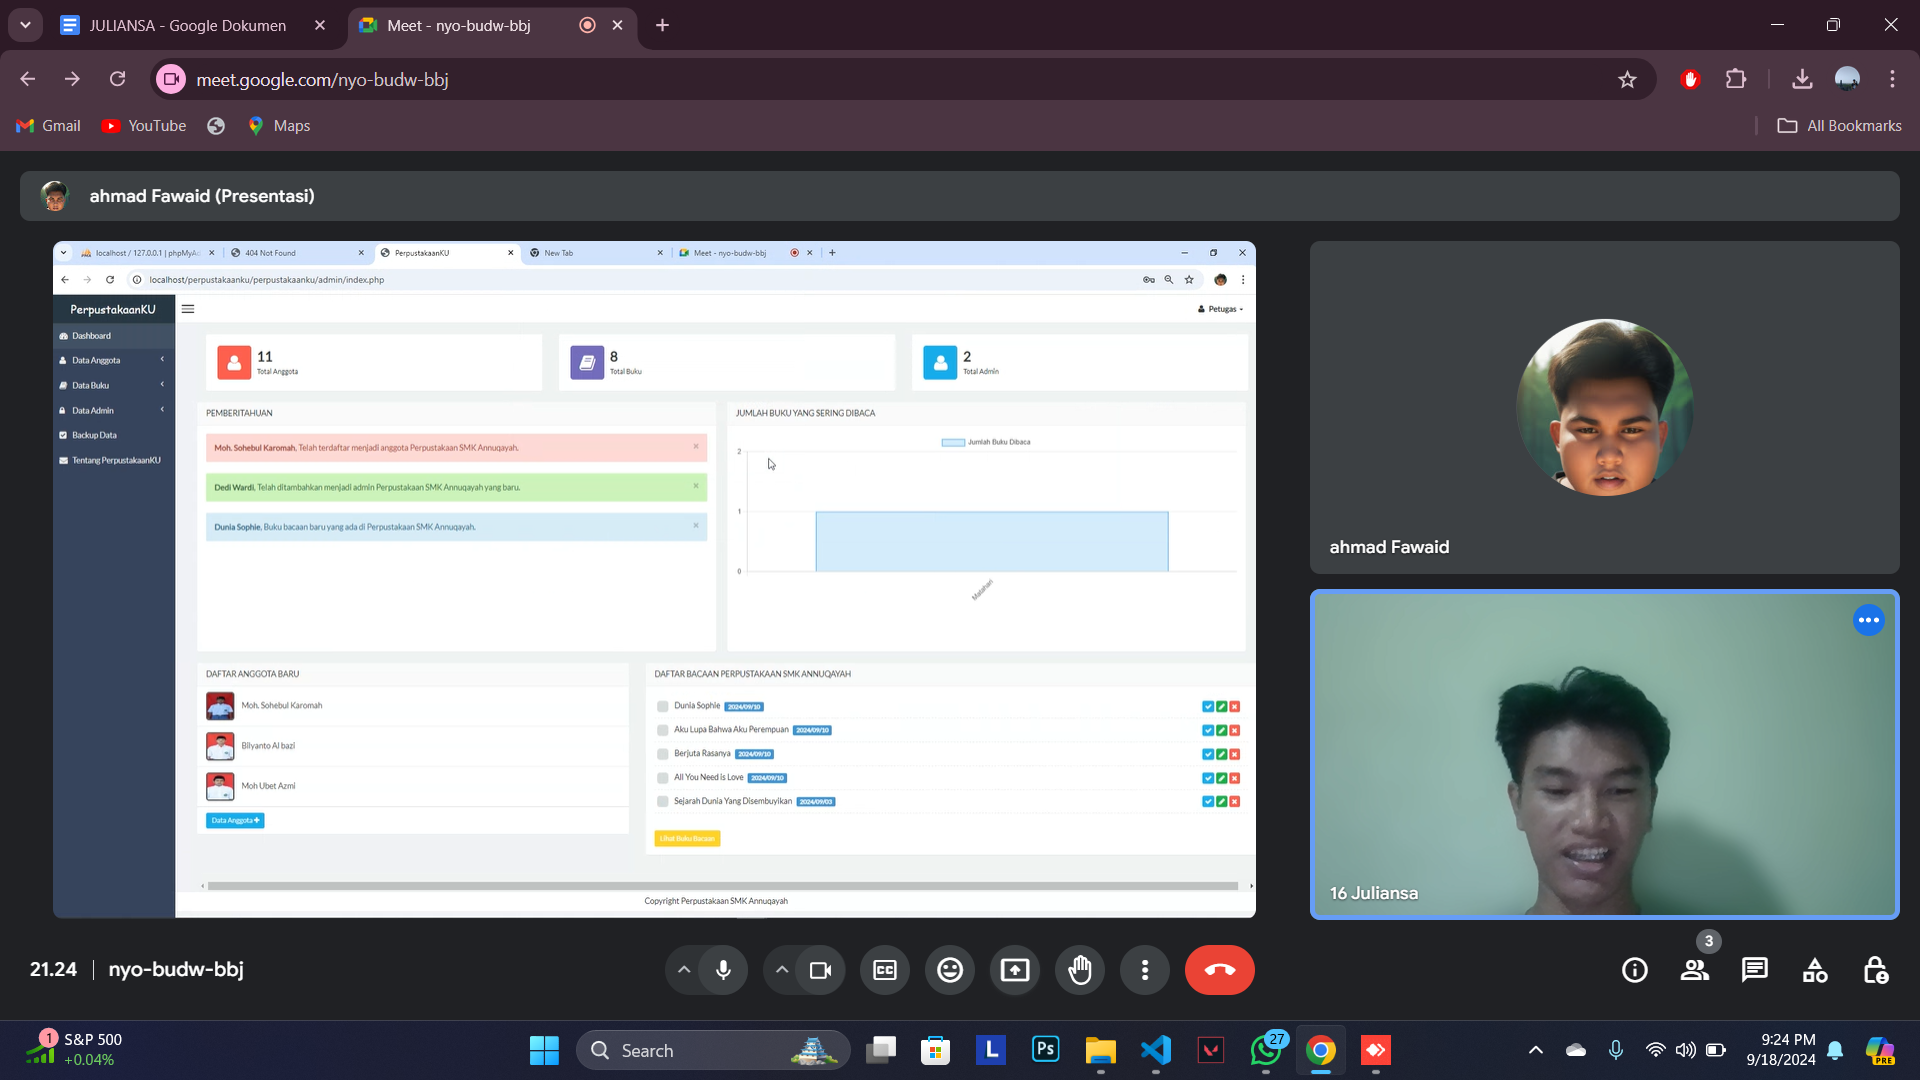 JULIANSA - Google Dokumen
Meet - nyo-budw-bbj
meet.google.com/nyo-budw-bbj
Gmail
YouTube
Maps
All Bookmarks
ahmad Fawaid (Presentasi)
localhost / 127.0.0.1 | phpMyAd
404 Not Found
PerpustakaanKU
New Tab
Meet - nyo-budw-bbj
localhost/perpustakaanku/perpustakaanku/admin/index.php
PerpustakaanKU
Petugas
Dashboard
Data Anggota
Data Buku
Data Admin
Backup Data
Tentang PerpustakaanKU
11
Total Anggota
8
Total Buku
2
Total Admin
PEMBERITAHUAN
Moh. Sohebul Karomah, Telah terdaftar menjadi anggota Perpustakaan SMK Annuqayah.
Dedi Wardi, Telah ditambahkan menjadi admin Perpustakaan SMK Annuqayah yang baru.
Dunia Sophie, Buku bacaan baru yang ada di Perpustakaan SMK Annuqayah.
JUMLAH BUKU YANG SERING DIBACA
Jumlah Buku Dibaca
2
1
0
Matahari
DAFTAR ANGGOTA BARU
Moh. Sohebul Karomah
Bilyanto Al bazi
Moh Ubet Azmi
Data Anggota
DAFTAR BACAAN PERPUSTAKAAN SMK ANNUQAYAH
Dunia Sophie 2024/09/10
Aku Lupa Bahwa Aku Perempuan 2024/09/10
Berjuta Rasanya 2024/09/10
All You Need is Love 2024/09/10
Sejarah Dunia Yang Disembuyikan 2024/09/03
Lihat Buku Bacaan
Copyright Perpustakaan SMK Annuqayah
ahmad Fawaid
16 Juliansa
21.24 | nyo-budw-bbj
CC
3
1
S&P 500
+0.04%
Search
L
Ps
27
9:24 PM
9/18/2024
PRE